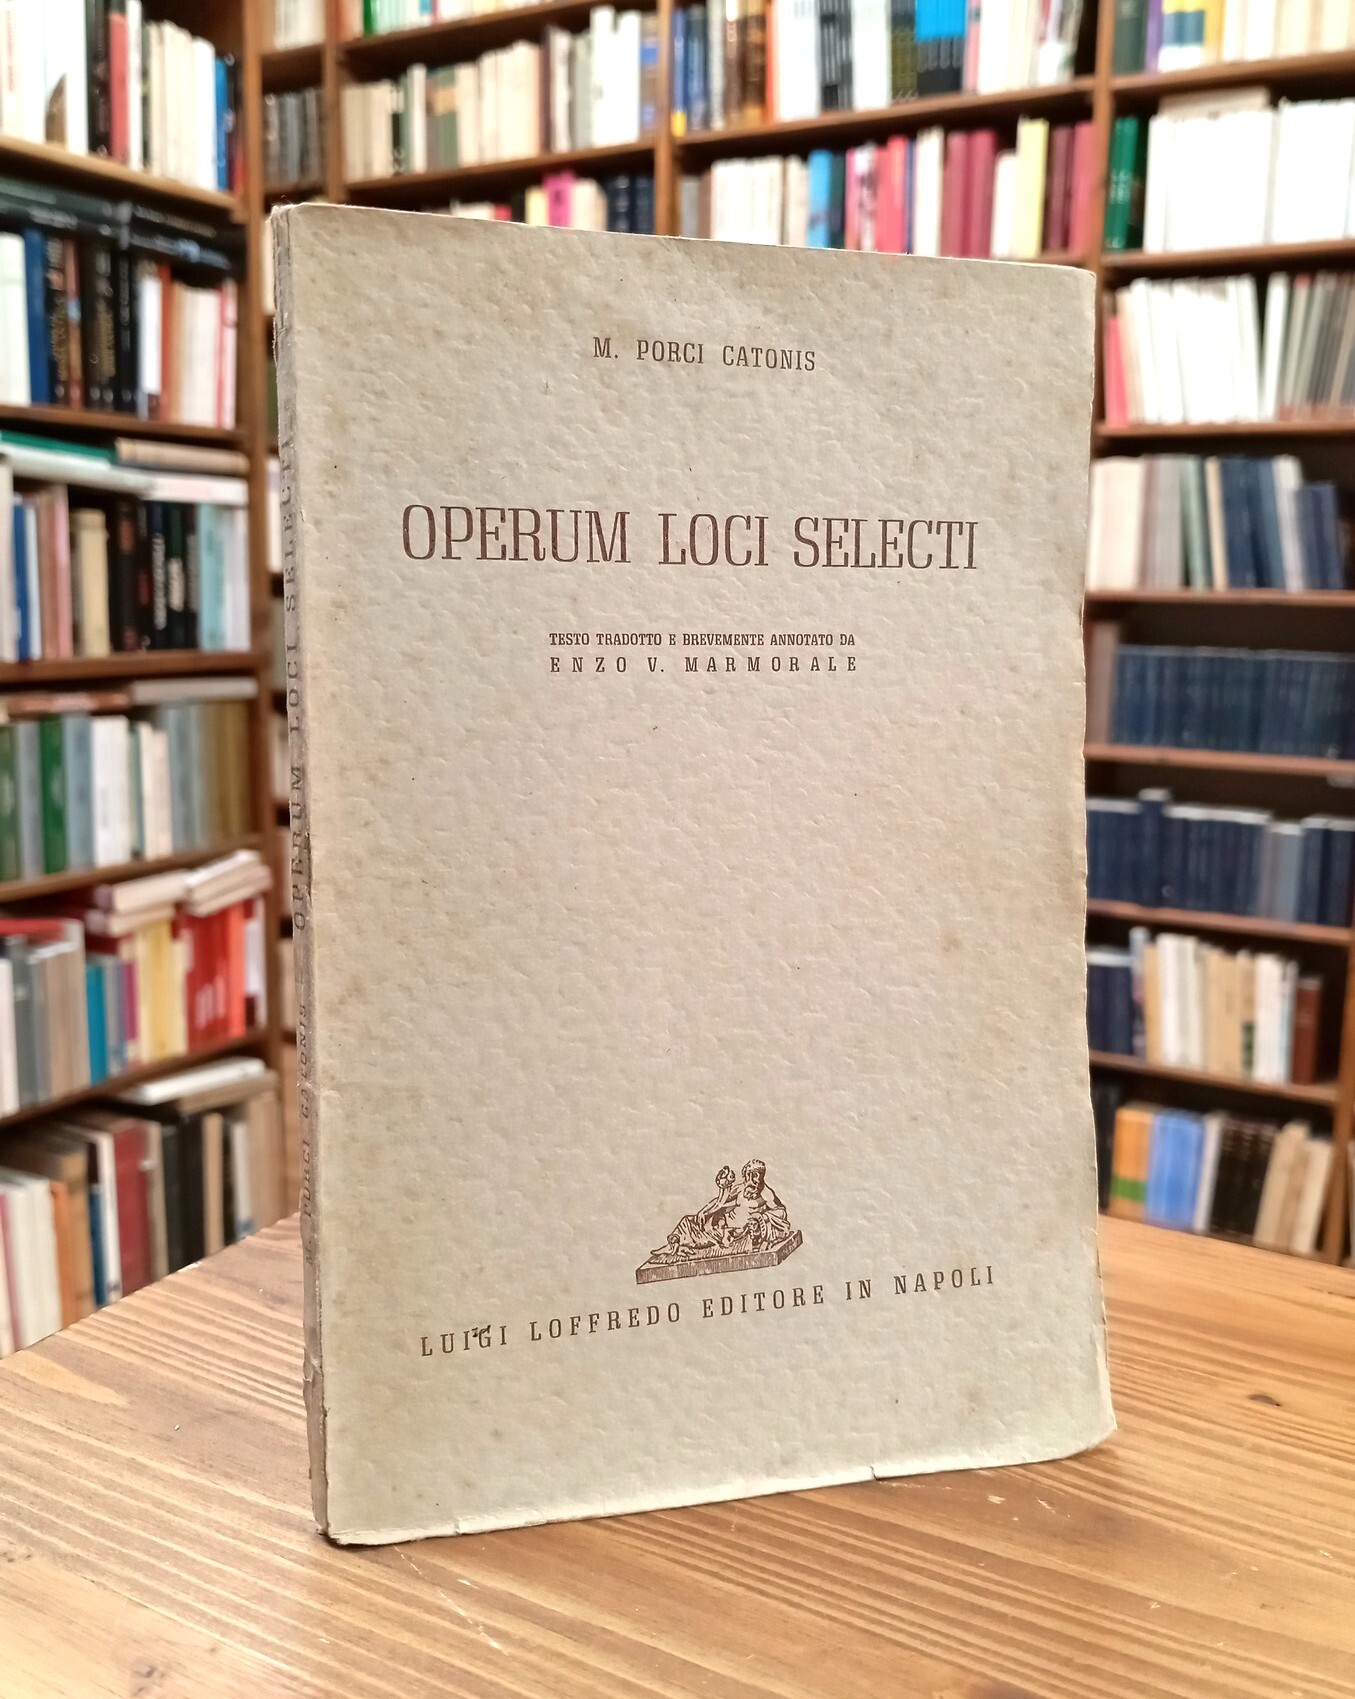 M. PORCI CATONIS
OPERUM LOCI SELECTI
TESTO TRADOTTO E BREVEMENTE ANNOTATO DA
ENZO V. MARMORALE
LUIGI LOFFREDO EDITORE IN NAPOLI
PORCI CATONIS OPERUM LOCI SELECTI